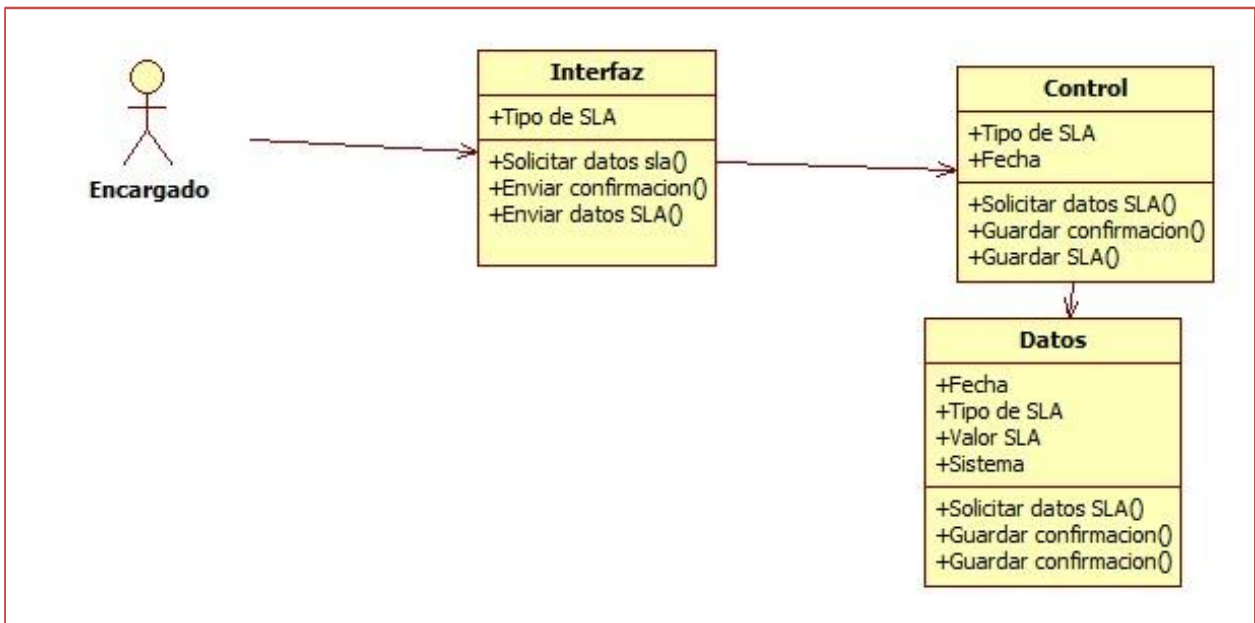 Encargado
Interfaz
+Tipo de SLA
+Solicitar datos sla()
+Enviar confirmacion()
+Enviar datos SLA()
Control
+Tipo de SLA
+Fecha
+Solicitar datos SLA()
+Guardar confirmacion()
+Guardar SLA()
Datos
+Fecha
+Tipo de SLA
+Valor SLA
+Sistema
+Solicitar datos SLA()
+Guardar confirmacion()
+Guardar confirmacion()